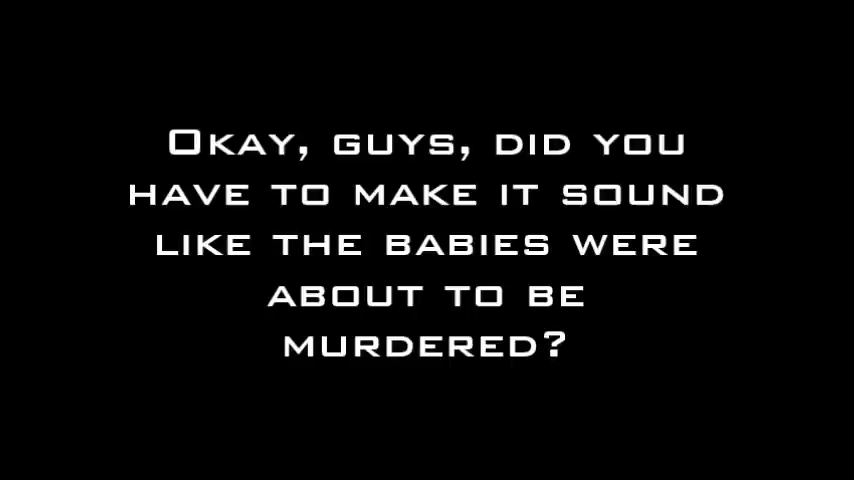 Okay, guys, did you
have to make it sound
like the babies were
about to be
murdered?